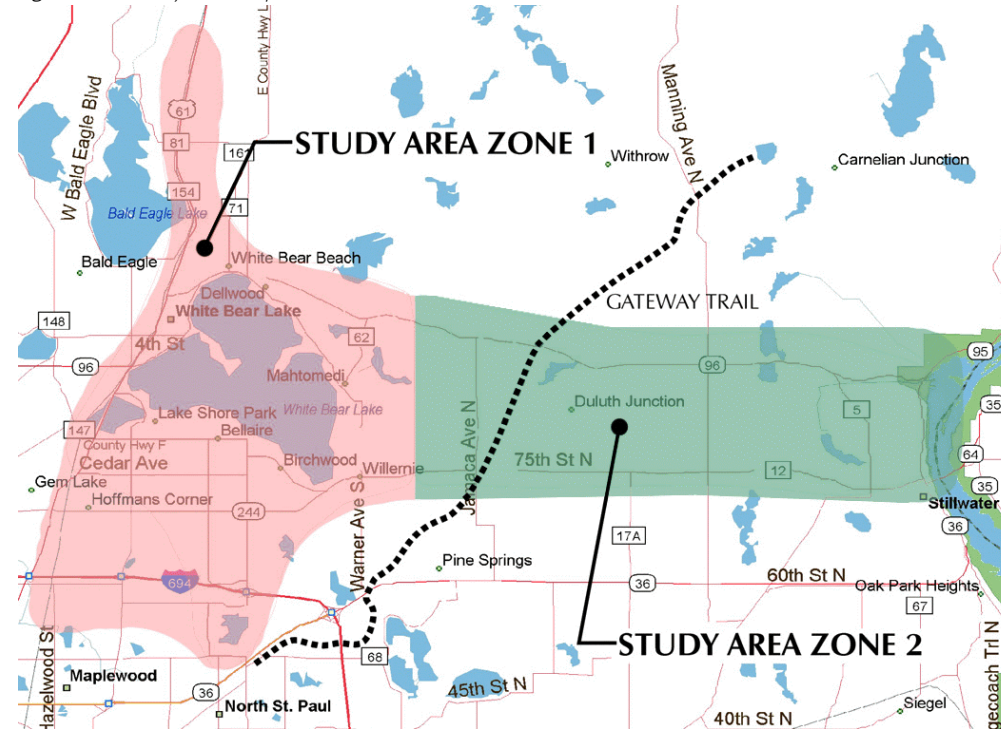 E County Hwy L
W Bald Eagle Blvd
61
Manning Ave N
81
STUDY AREA ZONE 1
Withrow
Carnelian Junction
154
71
Bald Eagle Lake
Bald Eagle
White Bear Beach
Dellwood
GATEWAY TRAIL
White Bear Lake
148
62
4th St
96
96
95
Mahtomedi
White Bear Lake
Duluth Junction
35
5
Lake Shore Park
147
Bellaire
County Hwy F
Cedar Ave
Birchwood
Willernie
75th St N
12
64
Gem Lake
35
Hoffmans Corner
244
Stillwater
36
17A
Warner Ave S
Pine Springs
694
36
60th St N
Oak Park Heights
67
Hazelwood St
STUDY AREA ZONE 2
68
Maplewood
36
45th St N
North St. Paul
40th St N
Siegel